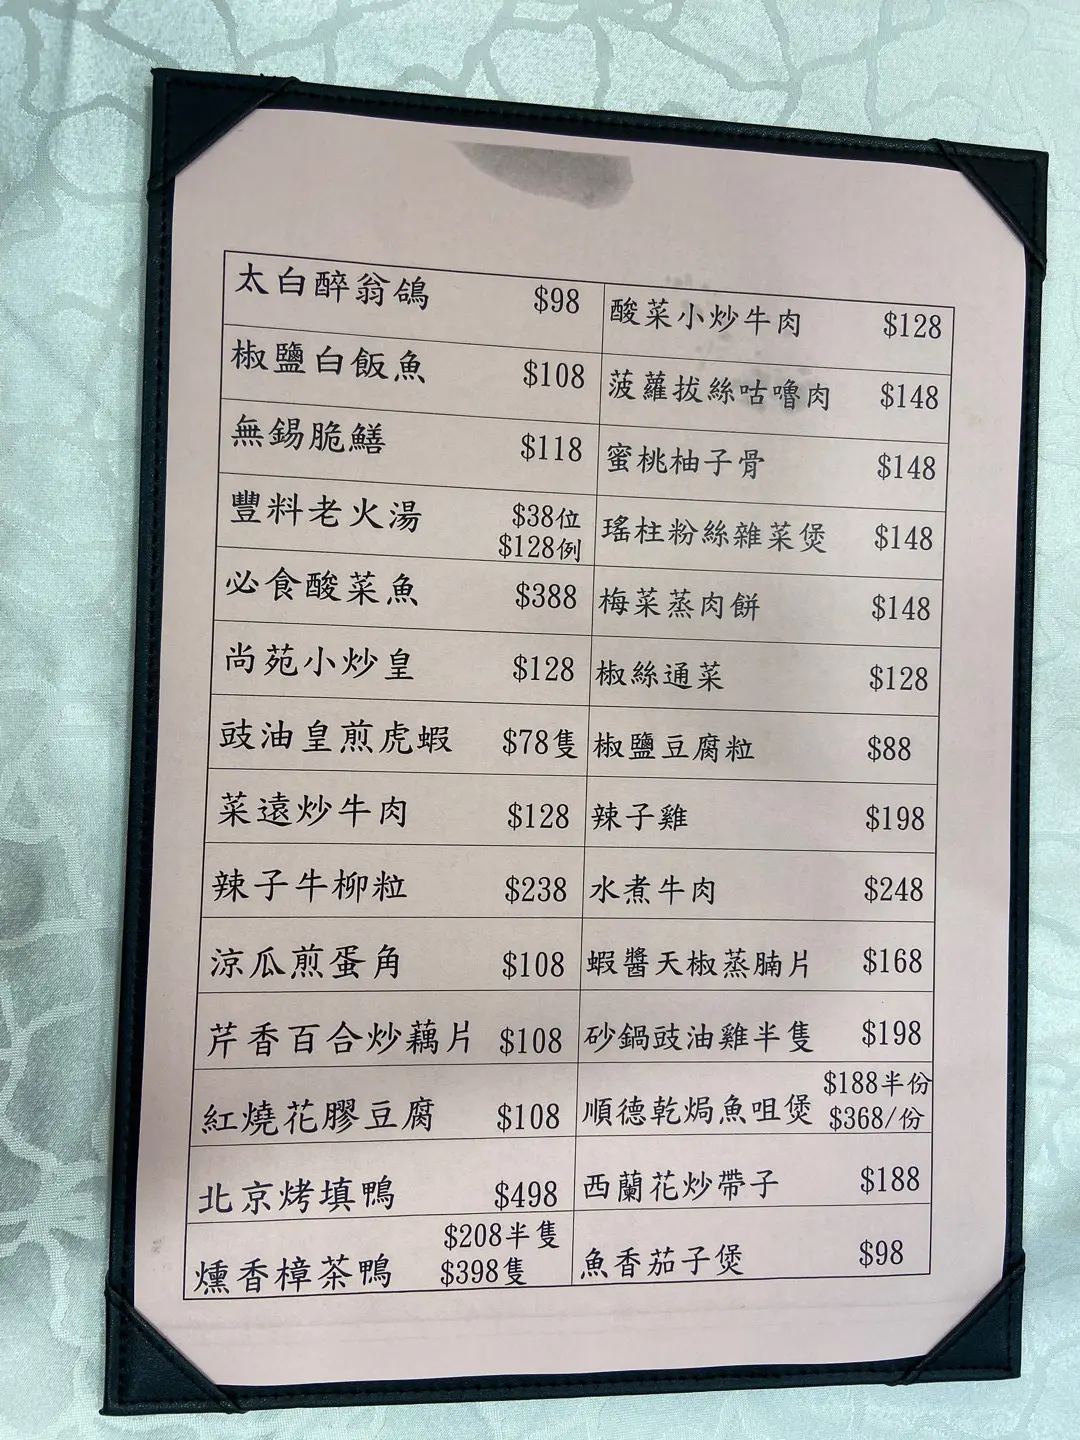 太白醉翁鴿 $98
椒鹽白飯魚 $108
無錫脆鱔 $118
豐料老火湯 $38位
$128例
必食酸菜魚 $388
尚苑小炒皇 $128
豉油皇煎虎蝦 $78隻
菜遠炒牛肉 $128
辣子牛柳粒 $238
涼瓜煎蛋角 $108
芹香百合炒藕片 $108
紅燒花膠豆腐 $108
北京烤填鴨 $498
燻香樟茶鴨 $208半隻
$398隻
酸菜小炒牛肉 $128
菠蘿拔絲咕嚕肉 $148
蜜桃柚子骨 $148
瑤柱粉絲雜菜煲 $148
梅菜蒸肉餅 $148
椒絲通菜 $128
椒鹽豆腐粒 $88
辣子雞 $198
水煮牛肉 $248
蝦醬天椒蒸腩片 $168
砂鍋豉油雞半隻 $198
順德乾焗魚咀煲 $188半份
$368/份
西蘭花炒帶子 $188
魚香茄子煲 $98